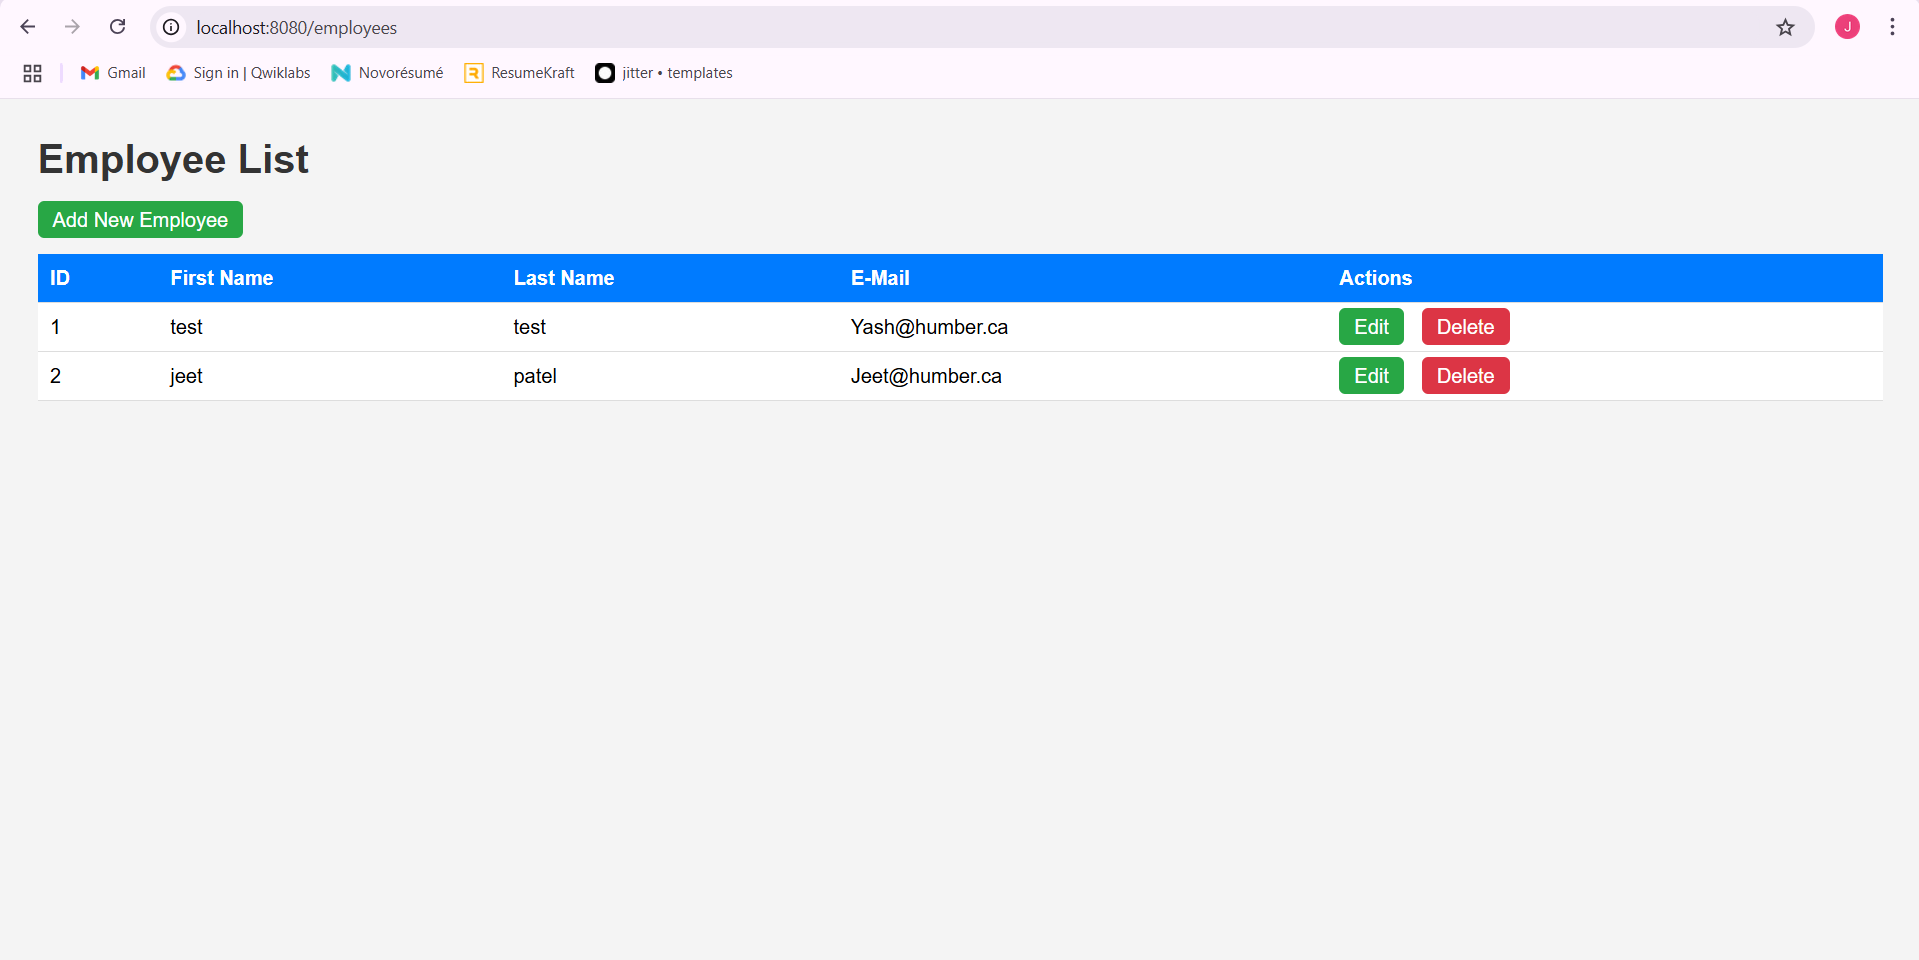 localhost:8080/employees
J
Gmail Sign in | Qwiklabs Novorésumé ResumeKraft jitter • templates
Employee List
Add New Employee
ID First Name Last Name E-Mail Actions
1 test test Yash@humber.ca Edit Delete
2 jeet patel Jeet@humber.ca Edit Delete